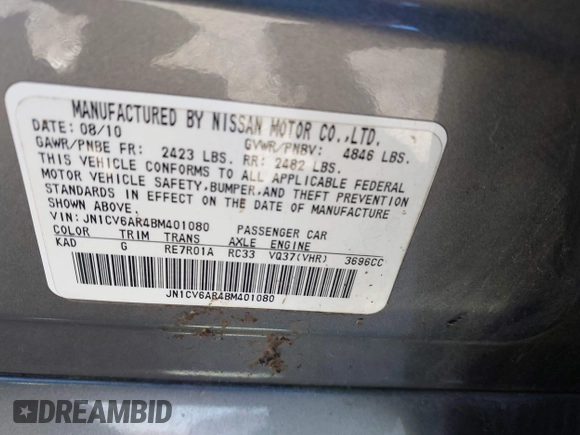 MANUFACTURED BY NISSAN MOTOR CO.,LTD.
DATE: 08/10 GVWR/PNBV: 4846 LBS.
GAWR/PNBE FR: 2423 LBS. RR: 2482 LBS.
THIS VEHICLE CONFORMS TO ALL APPLICABLE FEDERAL
MOTOR VEHICLE SAFETY,BUMPER,AND THEFT PREVENTION
STANDARDS IN EFFECT ON THE DATE OF MANUFACTURE
SHOWN ABOVE.
VIN: JN1CV6AR4BM401080 PASSENGER CAR
COLOR TRIM TRANS AXLE ENGINE
KAD G RE7R01A RC33 VQ37(VHR) 3696CC
JN1CV6AR4BM401080
DREAMBID